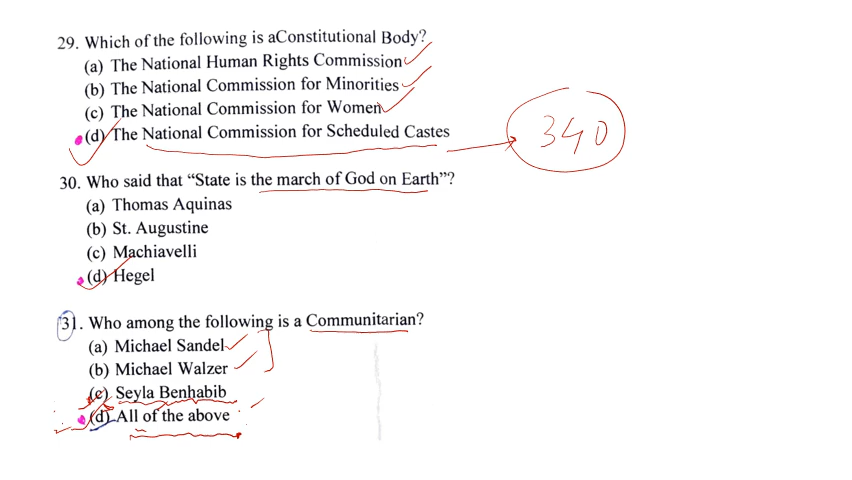 29. Which of the following is aConstitutional Body?
(a) The National Human Rights Commission
(b) The National Commission for Minorities
(c) The National Commission for Women
(d) The National Commission for Scheduled Castes
340
30. Who said that “State is the march of God on Earth”?
(a) Thomas Aquinas
(b) St. Augustine
(c) Machiavelli
(d) Hegel
31. Who among the following is a Communitarian?
(a) Michael Sandel
(b) Michael Walzer
(c) Seyla Benhabib
(d) All of the above